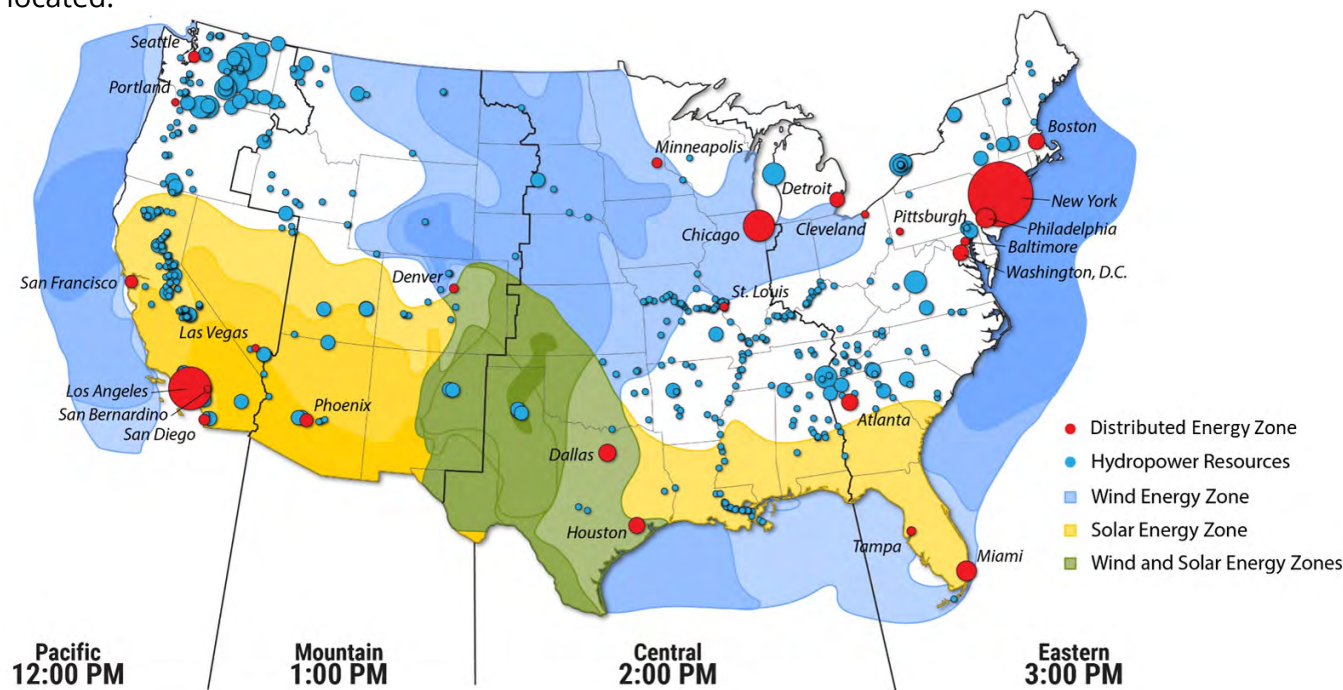 located.
Seattle
Portland
Minneapolis
Boston
Detroit
New York
Chicago
Cleveland
Pittsburgh
Philadelphia
Baltimore
Washington, D.C.
San Francisco
Denver
St. Louis
Las Vegas
Los Angeles
San Bernardino
San Diego
Phoenix
Dallas
Atlanta
Houston
Tampa
Miami
Distributed Energy Zone
Hydropower Resources
Wind Energy Zone
Solar Energy Zone
Wind and Solar Energy Zones
Pacific
12:00 PM
Mountain
1:00 PM
Central
2:00 PM
Eastern
3:00 PM